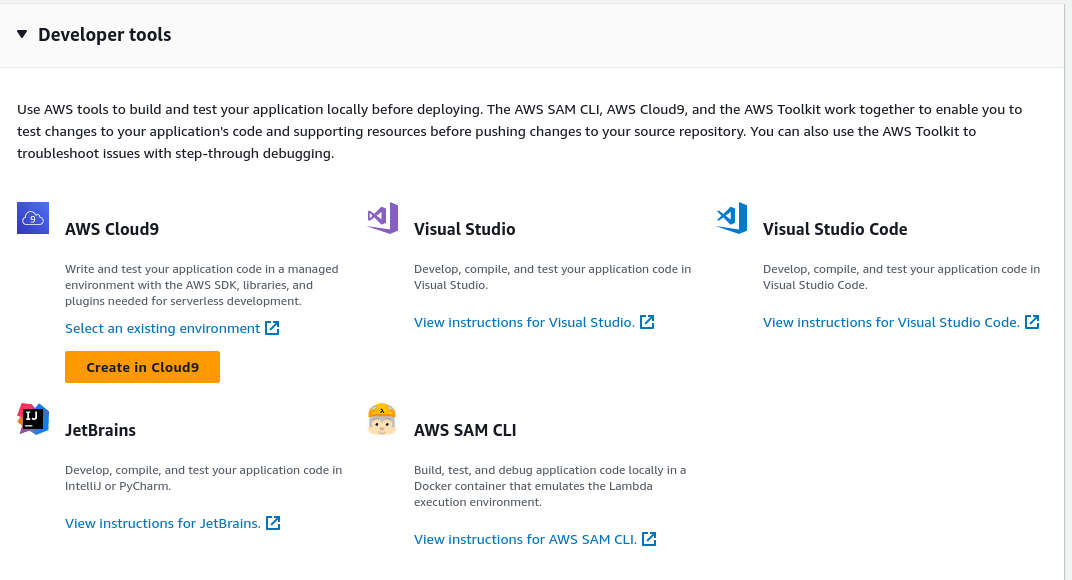 Developer tools
Use AWS tools to build and test your application locally before deploying. The AWS SAM CLI, AWS Cloud9, and the AWS Toolkit work together to enable you to
test changes to your application's code and supporting resources before pushing changes to your source repository. You can also use the AWS Toolkit to
troubleshoot issues with step-through debugging.
9
AWS Cloud9
Write and test your application code in a managed
environment with the AWS SDK, libraries, and
plugins needed for serverless development.
Select an existing environment
Create in Cloud9
Visual Studio
Develop, compile, and test your application code in
Visual Studio.
View instructions for Visual Studio.
Visual Studio Code
Develop, compile, and test your application code in
Visual Studio Code.
View instructions for Visual Studio Code.
IJ
JetBrains
Develop, compile, and test your application code in
IntelliJ or PyCharm.
View instructions for JetBrains.
λ
AWS SAM CLI
Build, test, and debug application code locally in a
Docker container that emulates the Lambda
execution environment.
View instructions for AWS SAM CLI.